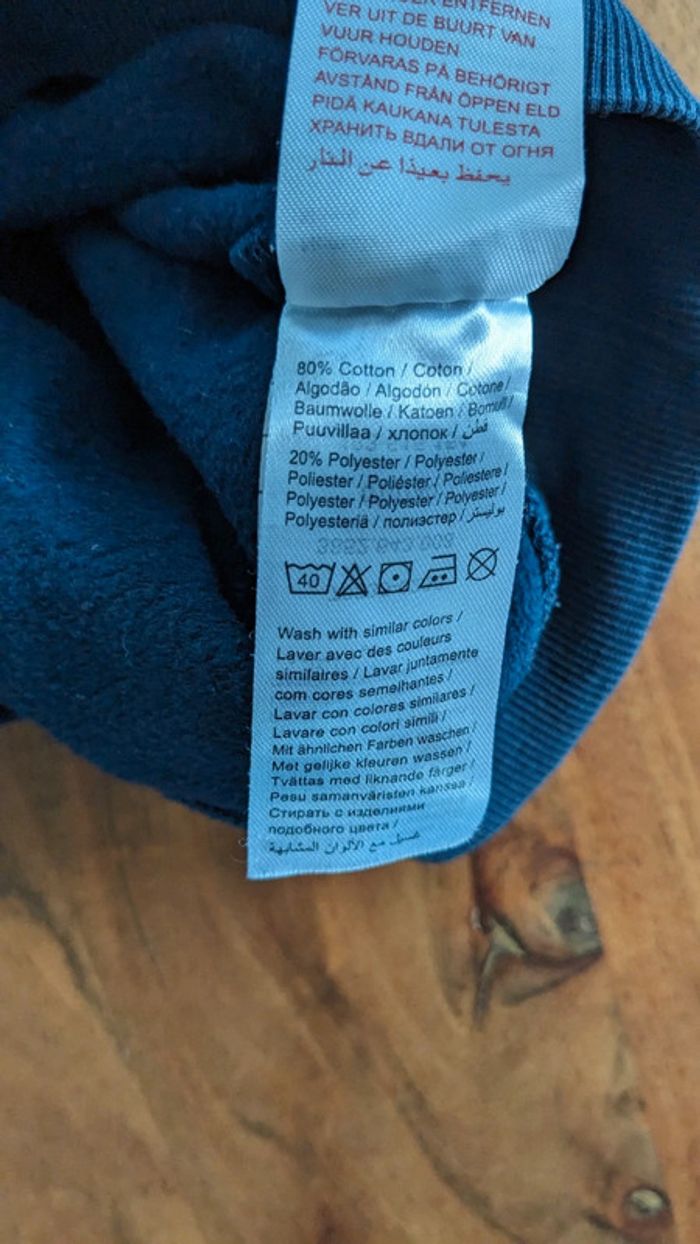 ENTFERNEN
VER UIT DE BUURT VAN
VUUR HOUDEN
FÖRVARAS PÅ BEHÖRIGT
AVSTÅND FRÅN ÖPPEN ELD
PIDÄ KAUKANA TULESTA
ХРАНИТЬ ВДАЛИ ОТ ОГНЯ
يحفظ بعيدًا عن النار
80% Cotton / Coton /
Algodão / Algodón / Cotone /
Baumwolle / Katoen / Bomull /
Puuvillaa / хлопок / قطن
20% Polyester / Polyester /
Poliester / Poliéster / Poliestere /
Polyester / Polyester / Polyester /
Polyesteriä / полиэстер / بوليستر
40
Wash with similar colors /
Laver avec des couleurs
similaires / Lavar juntamente
com cores semelhantes /
Lavar con colores similares /
Lavare con colori simili /
Mit ähnlichen Farben waschen /
Met gelijke kleuren wassen /
Tvättas med liknande färger /
Pesu samanväristen kanssa /
Стирать с изделиями
подобного цвета /
غسيل مع الألوان المشابهة